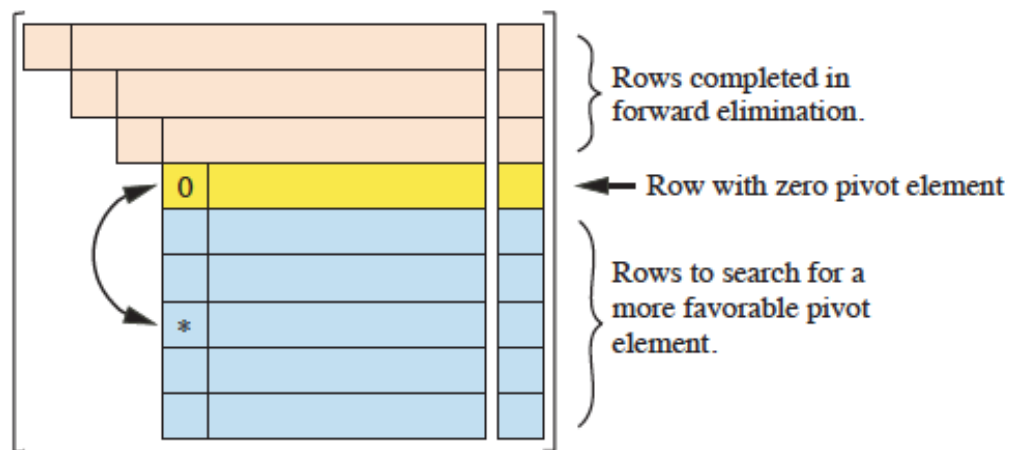 Rows completed in
forward elimination.
0
Row with zero pivot element
Rows to search for a
more favorable pivot
element.
*